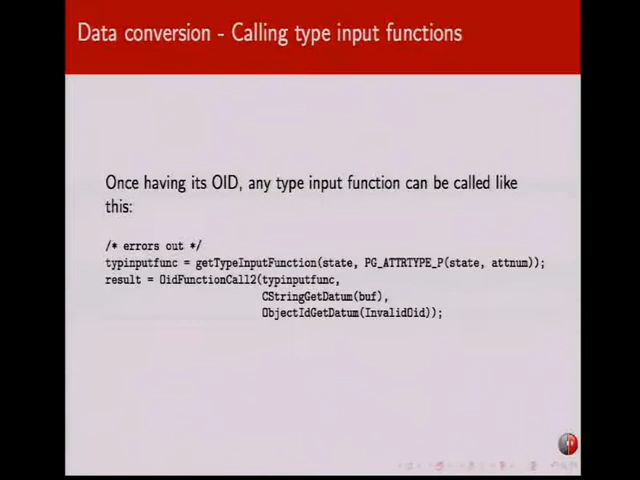 Data conversion - Calling type input functions
Once having its OID, any type input function can be called like
this:
/* errors out */
typinputfunc = getTypeInputFunction(state, PG_ATTRTYPE_P(state, attnum));
result = OidFunctionCall2(typinputfunc,
CStringGetDatum(buf),
ObjectIdGetDatum(InvalidOid));